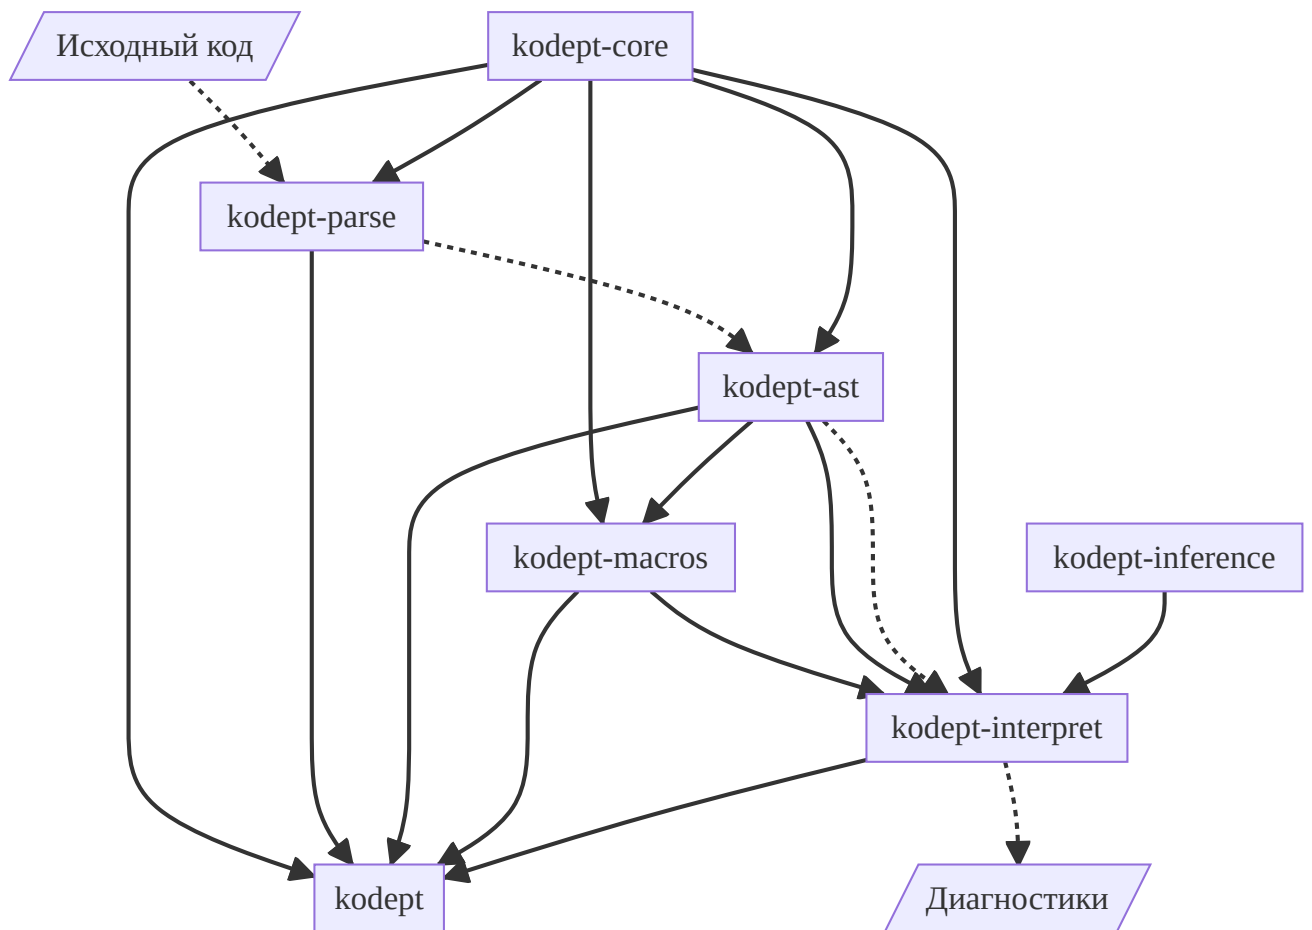 Исходный код
kodept-core
kodept-parse
kodept-ast
kodept-macros
kodept-inference
kodept-interpret
kodept
Диагностики